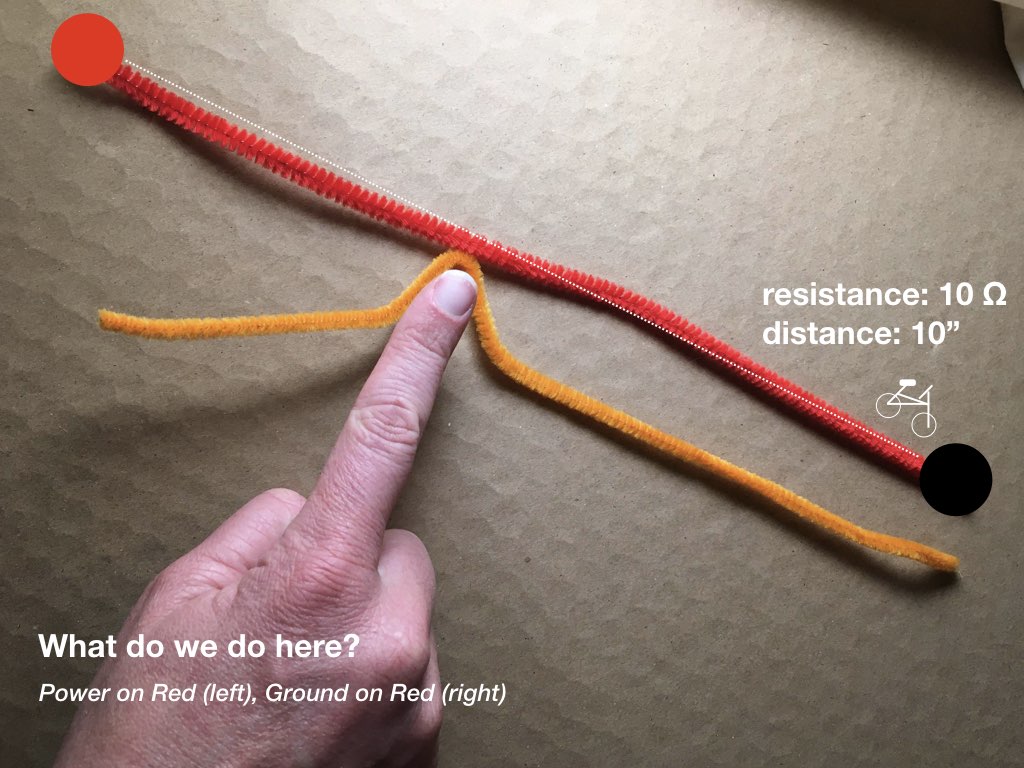 resistance: 10 Ω
distance: 10”
What do we do here?
Power on Red (left), Ground on Red (right)